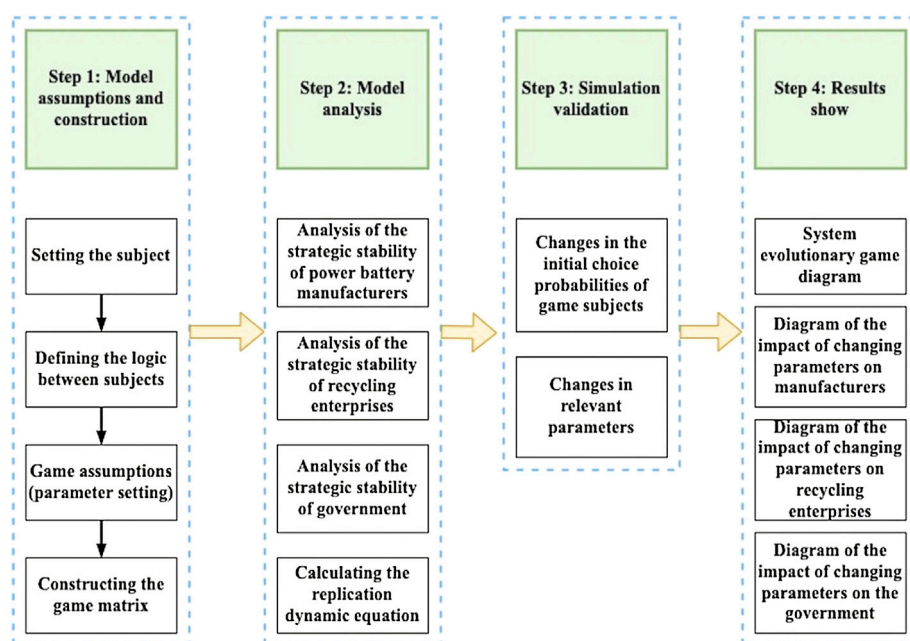 Step 1: Model
assumptions and
construction
Setting the subject
Defining the logic
between subjects
Game assumptions
(parameter setting)
Constructing the
game matrix
Step 2: Model
analysis
Analysis of the
strategic stability
of power battery
manufacturers
Analysis of the
strategic stability
of recycling
enterprises
Analysis of the
strategic stability
of government
Calculating the
replication
dynamic equation
Step 3: Simulation
validation
Changes in the
initial choice
probabilities of
game subjects
Changes in
relevant
parameters
Step 4: Results
show
System
evolutionary game
diagram
Diagram of the
impact of changing
parameters on
manufacturers
Diagram of the
impact of changing
parameters on
recycling
enterprises
Diagram of the
impact of changing
parameters on the
government